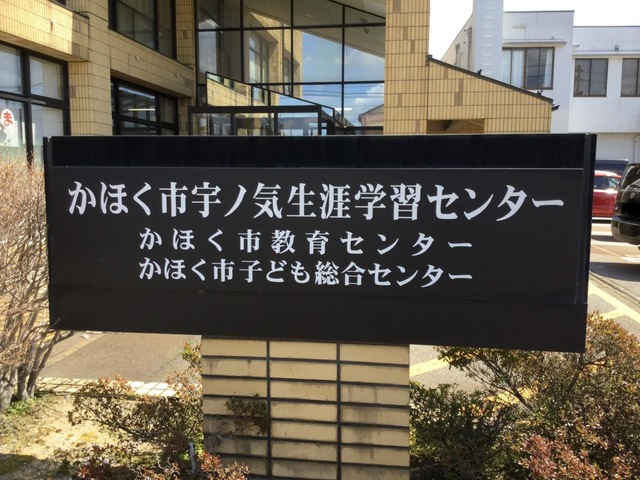 かほく市宇ノ気生涯学習センター
かほく市教育センター
かほく市子ども総合センター
ま